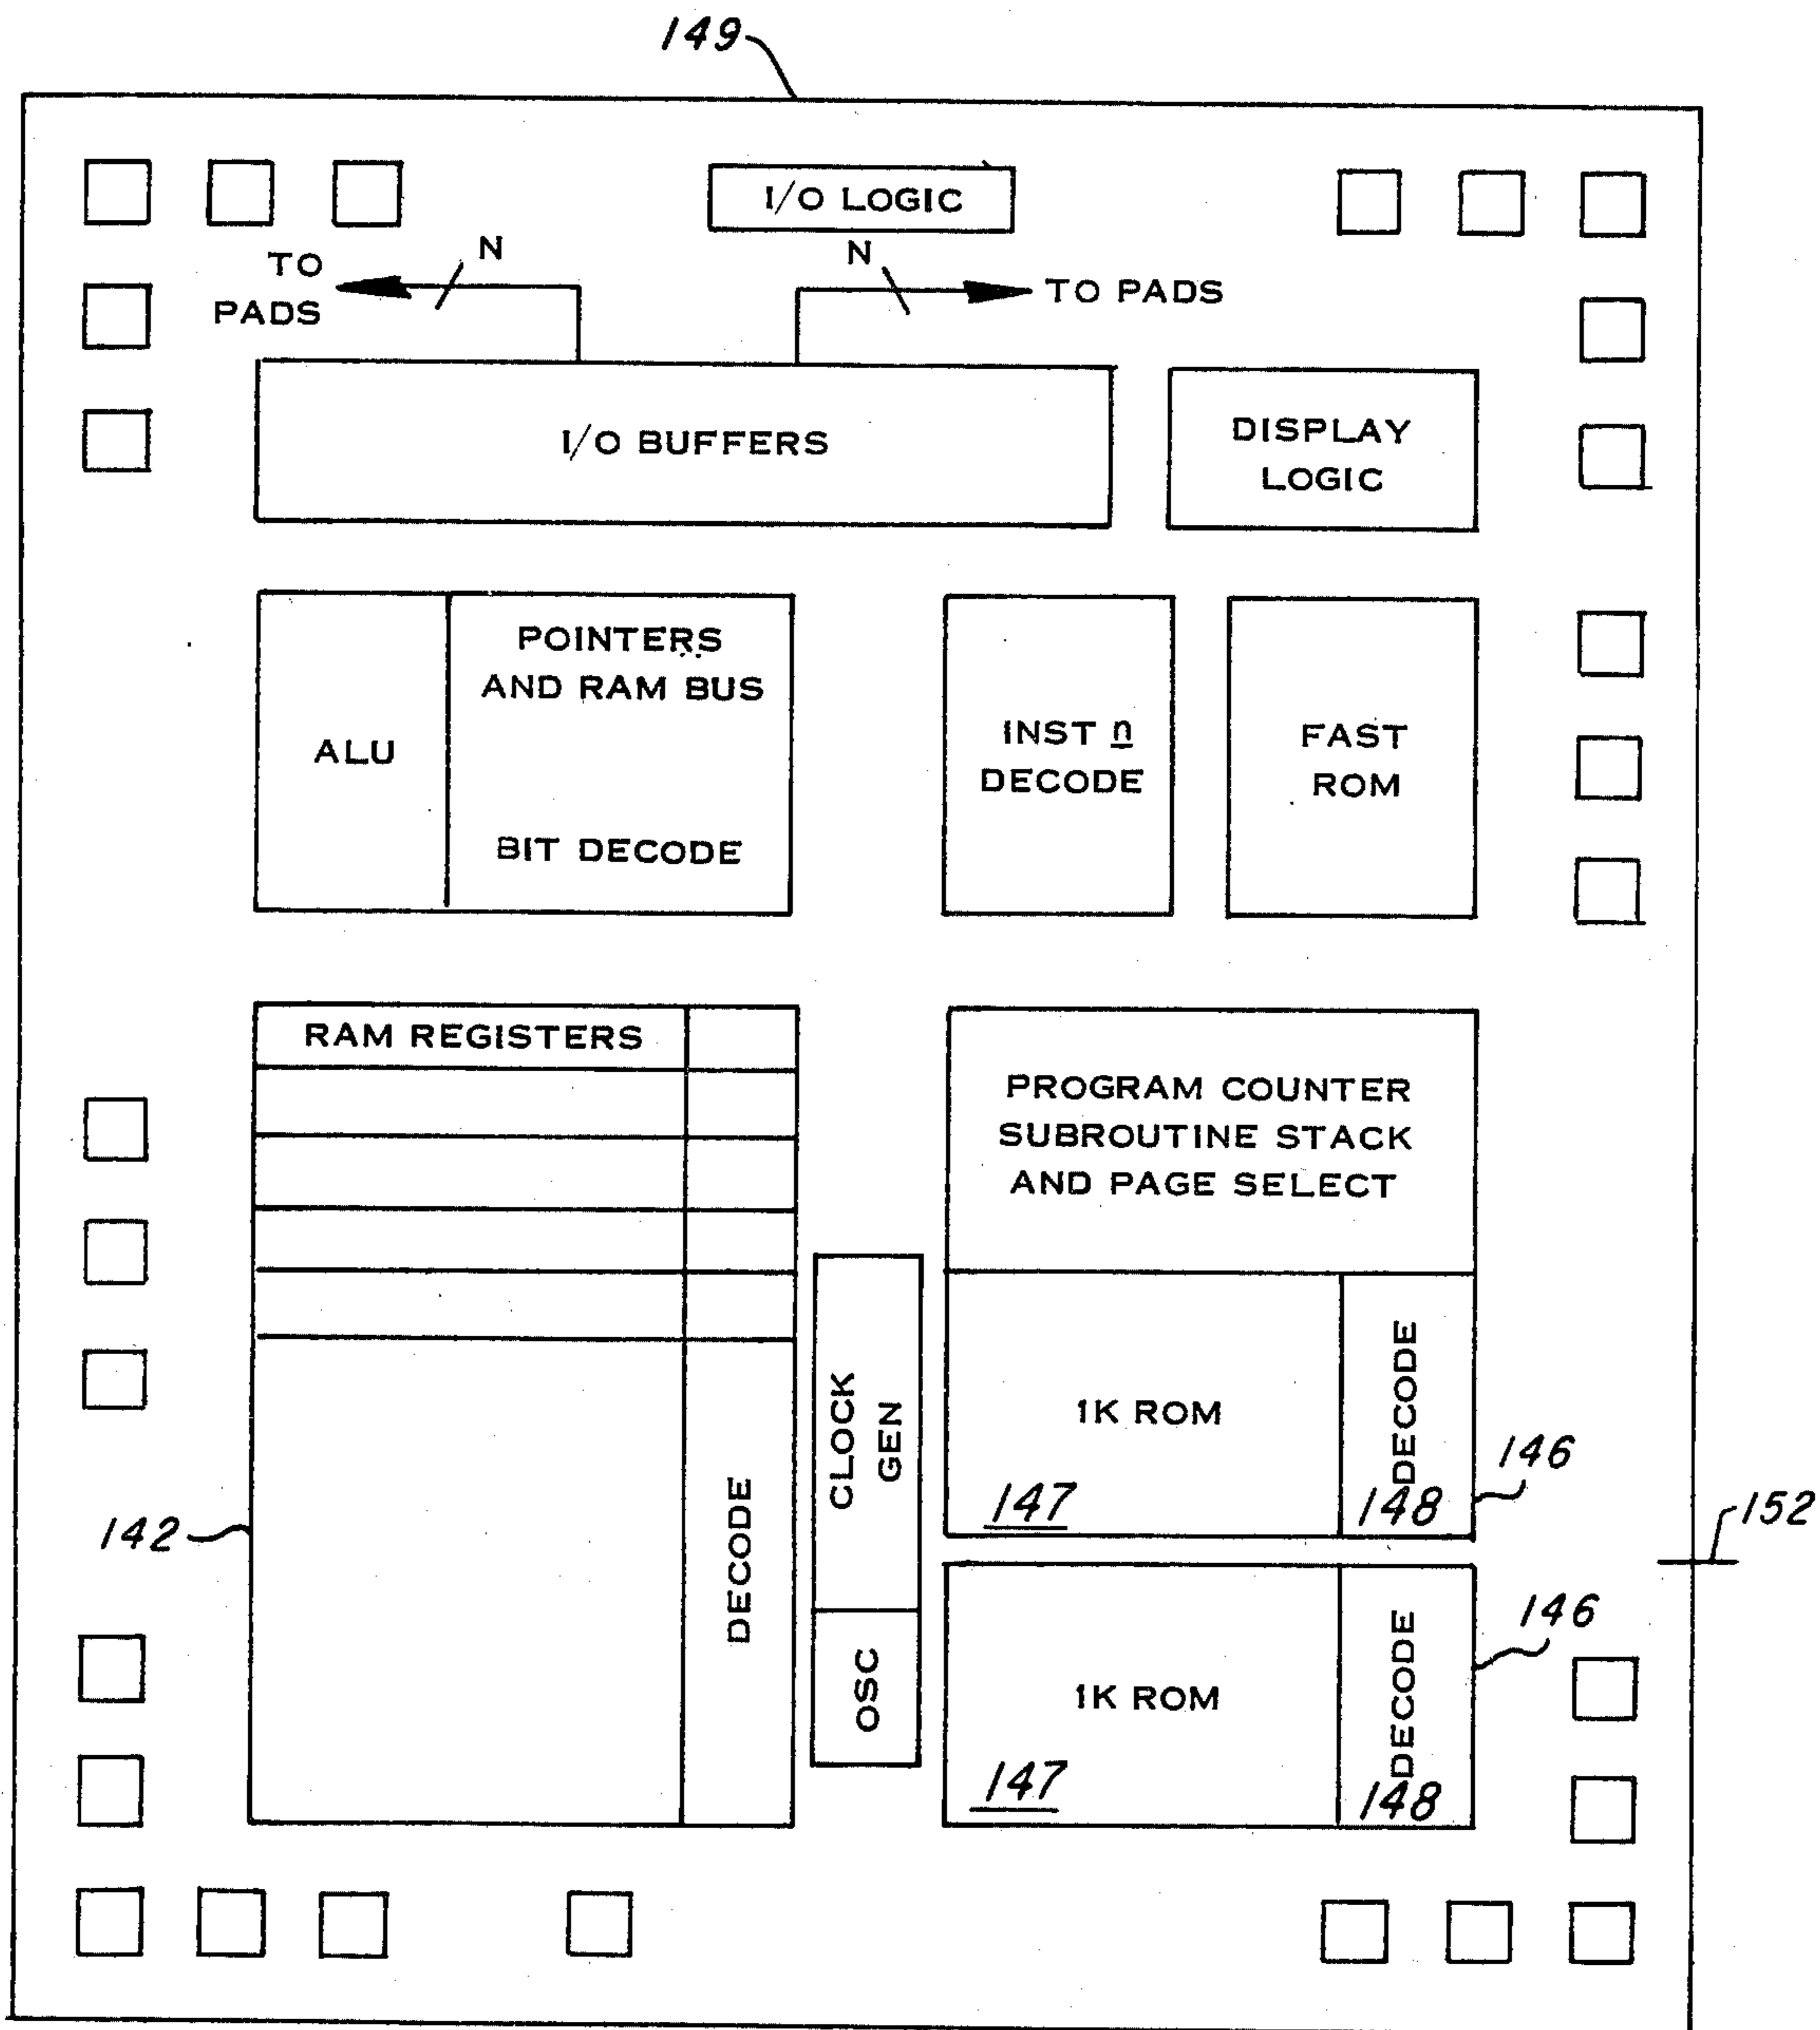 149
I/O LOGIC
N
N
TO
PADS
TO PADS
I/O BUFFERS
DISPLAY
LOGIC
ALU
POINTERS
AND RAM BUS
BIT DECODE
INST n
DECODE
FAST
ROM
RAM REGISTERS
DECODE
142
CLOCK
GEN
OSC
PROGRAM COUNTER
SUBROUTINE STACK
AND PAGE SELECT
1K ROM
147
DECODE
148
146
152
1K ROM
147
DECODE
148
146